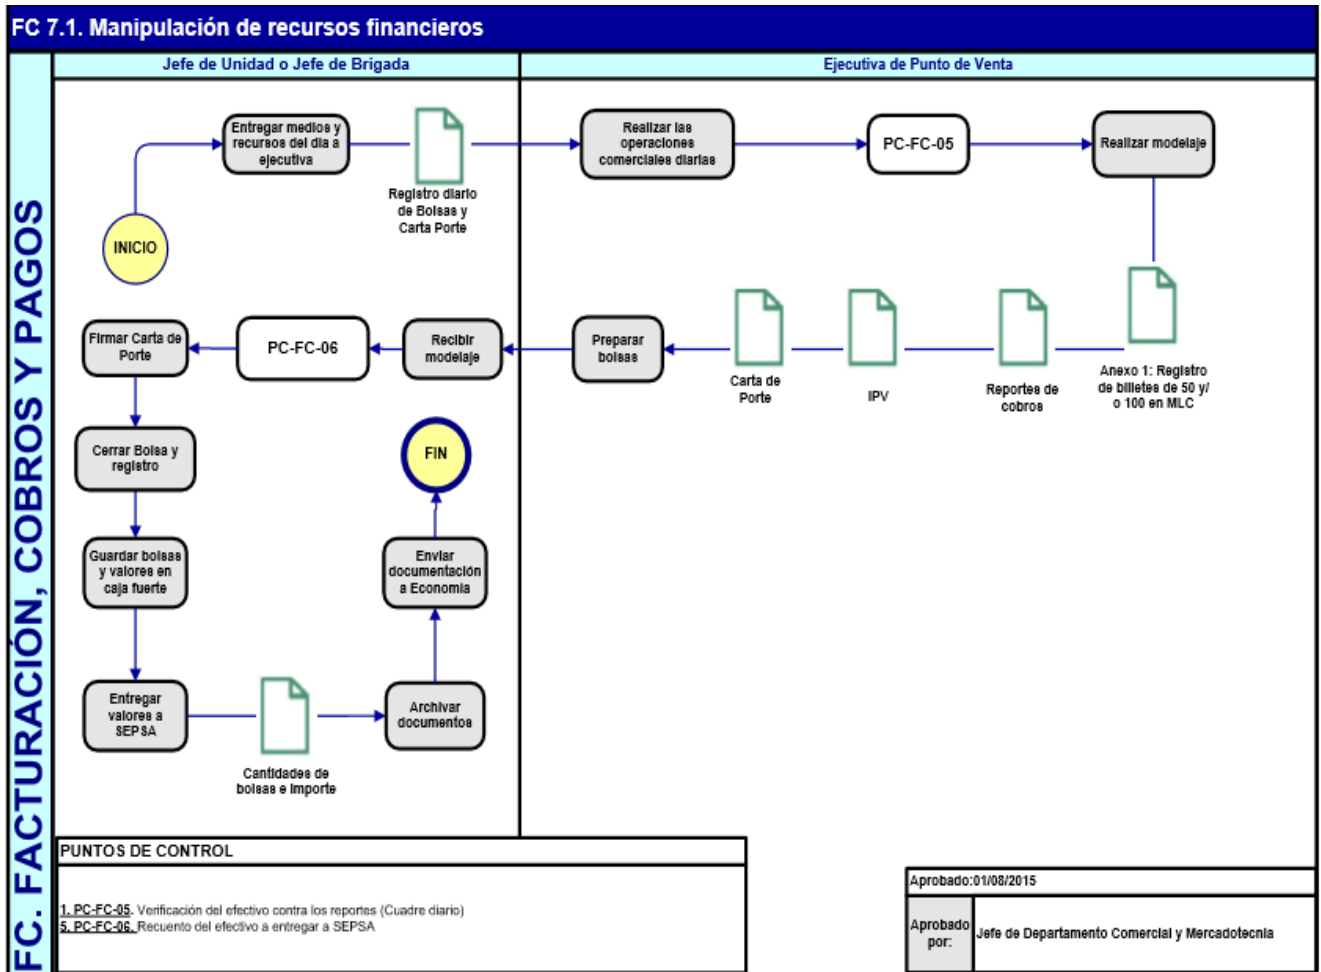 FC 7.1. Manipulación de recursos financieros
FC. FACTURACIÓN, COBROS Y PAGOS
Jefe de Unidad o Jefe de Brigada
Ejecutiva de Punto de Venta
INICIO
Entregar medios y
recursos del dia a
ejecutiva
Registro diario
de Bolsas y
Carta Porte
Realizar las
operaciones
comerciales diarias
PC-FC-05
Realizar modelaje
Anexo 1: Registro
de billetes de 50 y/
o 100 en MLC
Reportes de
cobros
IPV
Carta de
Porte
Preparar
bolsas
Recibir
modelaje
PC-FC-06
Firmar Carta de
Porte
Cerrar Bolsa y
registro
Guardar bolsas
y valores en
caja fuerte
Entregar
valores a
SEPSA
Cantidades de
bolsas e importe
Archivar
documentos
Enviar
documentación
a Economia
FIN
PUNTOS DE CONTROL
1. PC-FC-05. Verificación del efectivo contra los reportes (Cuadre diario)
5. PC-FC-06. Recuento del efectivo a entregar a SEPSA
Aprobado:01/08/2015
Aprobado
por:
Jefe de Departamento Comercial y Mercadotecnia